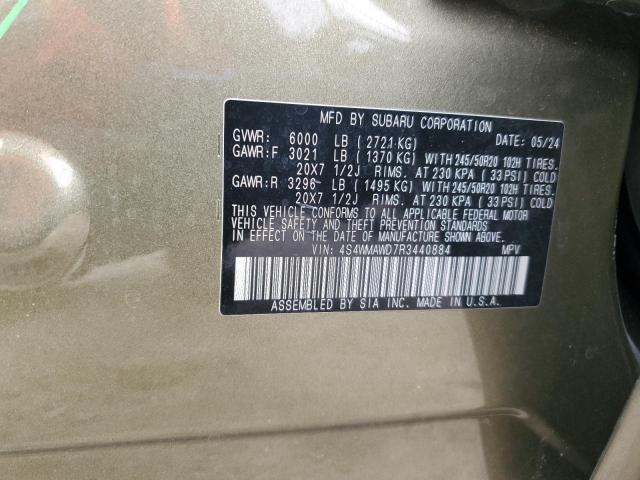 MFD BY SUBARU CORPORATION
GVWR: 6000 LB (2721 KG) DATE: 05/24
GAWR:F 3021 LB (1370 KG) WITH 245/50R20 102H TIRES.
20X7 1/2J RIMS. AT 230 KPA (33 PSI) COLD
GAWR:R 3296 LB (1495 KG) WITH 245/50R20 102H TIRES.
20X7 1/2J RIMS. AT 230 KPA (33 PSI) COLD
THIS VEHICLE CONFORMS TO ALL APPLICABLE FEDERAL MOTOR
VEHICLE SAFETY AND THEFT PREVENTION STANDARDS
IN EFFECT ON THE DATE OF MANUFACTURE SHOWN ABOVE.
VIN: 4S4WMAWD7R3440884 MPV
ASSEMBLED BY SIA INC. MADE IN U.S.A.